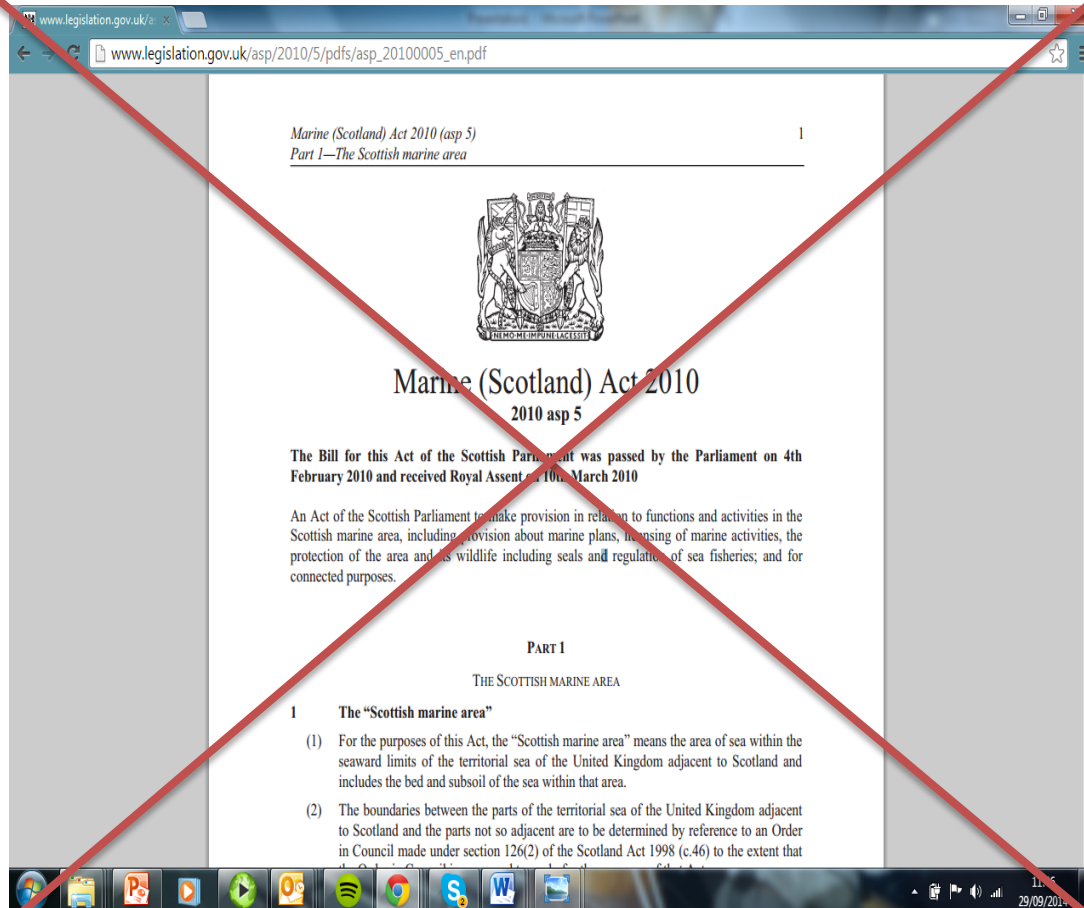 www.legislation.gov.uk/a
www.legislation.gov.uk/asp/2010/5/pdfs/asp_20100005_en.pdf
Marine (Scotland) Act 2010 (asp 5) 1
Part 1—The Scottish marine area
NEMO·ME·IMPUNE·LACESSIT
Marine (Scotland) Act 2010
2010 asp 5
The Bill for this Act of the Scottish Parliament was passed by the Parliament on 4th
February 2010 and received Royal Assent on 10th March 2010
An Act of the Scottish Parliament to make provision in relation to functions and activities in the
Scottish marine area, including provision about marine plans, licensing of marine activities, the
protection of the area and its wildlife including seals and regulation of sea fisheries; and for
connected purposes.
PART 1
THE SCOTTISH MARINE AREA
1 The “Scottish marine area”
(1) For the purposes of this Act, the “Scottish marine area” means the area of sea within the
seaward limits of the territorial sea of the United Kingdom adjacent to Scotland and
includes the bed and subsoil of the sea within that area.
(2) The boundaries between the parts of the territorial sea of the United Kingdom adjacent
to Scotland and the parts not so adjacent are to be determined by reference to an Order
in Council made under section 126(2) of the Scotland Act 1998 (c.46) to the extent that
29/09/2014